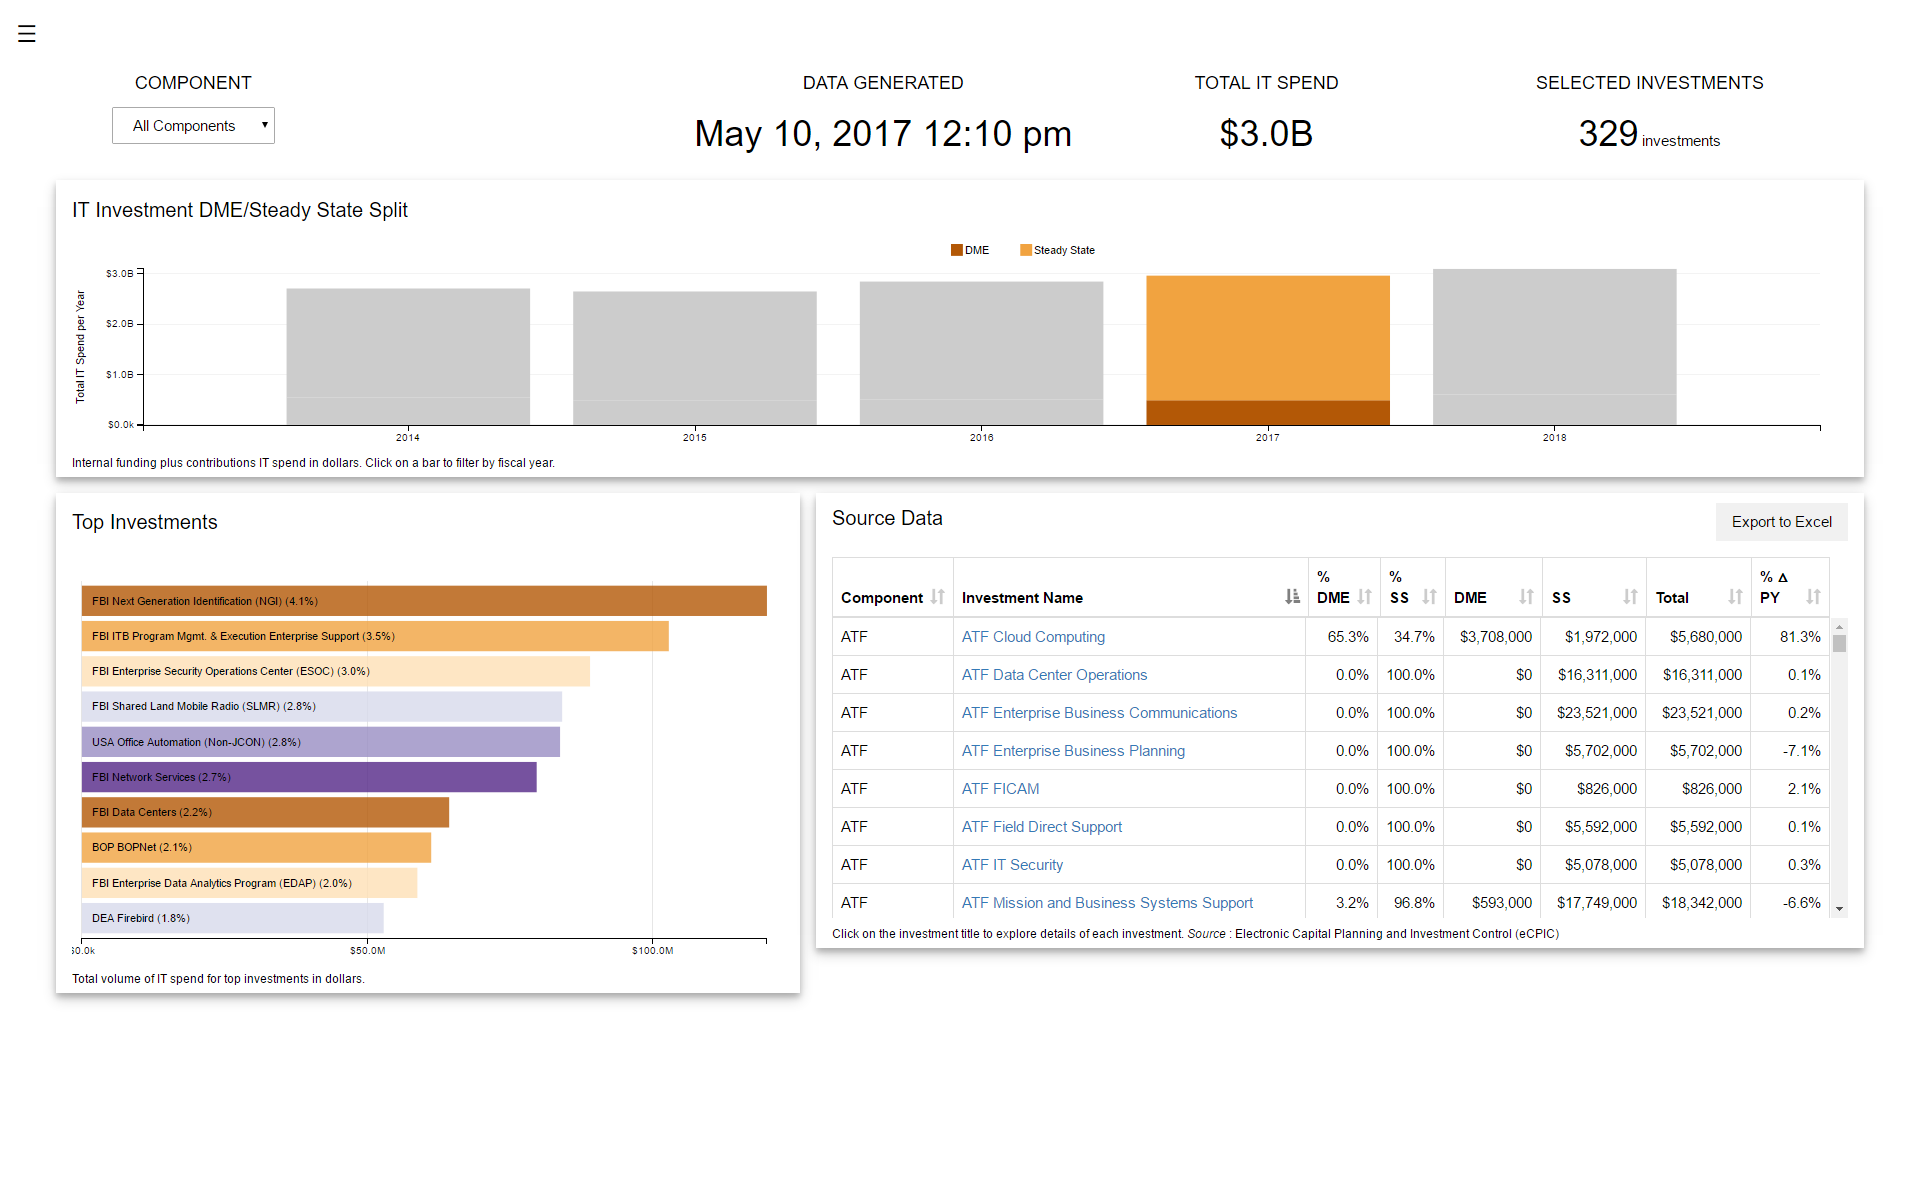 ☰
COMPONENT
All Components ▾
DATA GENERATED
May 10, 2017 12:10 pm
TOTAL IT SPEND
$3.0B
SELECTED INVESTMENTS
329 investments
IT Investment DME/Steady State Split
DME Steady State
Total IT Spend per Year
$3.0B
$2.0B
$1.0B
$0.0k
2014 2015 2016 2017 2018
Internal funding plus contributions IT spend in dollars. Click on a bar to filter by fiscal year.
Top Investments
FBI Next Generation Identification (NGI) (4.1%)
FBI ITB Program Mgmt. & Execution Enterprise Support (3.5%)
FBI Enterprise Security Operations Center (ESOC) (3.0%)
FBI Shared Land Mobile Radio (SLMR) (2.8%)
USA Office Automation (Non-JCON) (2.8%)
FBI Network Services (2.7%)
FBI Data Centers (2.2%)
BOP BOPNet (2.1%)
FBI Enterprise Data Analytics Program (EDAP) (2.0%)
DEA Firebird (1.8%)
$0.0k $50.0M $100.0M
Total volume of IT spend for top investments in dollars.
Source Data
Export to Excel
Component Investment Name % DME % SS DME SS Total % Δ PY
ATF ATF Cloud Computing 65.3% 34.7% $3,708,000 $1,972,000 $5,680,000 81.3%
ATF ATF Data Center Operations 0.0% 100.0% $0 $16,311,000 $16,311,000 0.1%
ATF ATF Enterprise Business Communications 0.0% 100.0% $0 $23,521,000 $23,521,000 0.2%
ATF ATF Enterprise Business Planning 0.0% 100.0% $0 $5,702,000 $5,702,000 -7.1%
ATF ATF FICAM 0.0% 100.0% $0 $826,000 $826,000 2.1%
ATF ATF Field Direct Support 0.0% 100.0% $0 $5,592,000 $5,592,000 0.1%
ATF ATF IT Security 0.0% 100.0% $0 $5,078,000 $5,078,000 0.3%
ATF ATF Mission and Business Systems Support 3.2% 96.8% $593,000 $17,749,000 $18,342,000 -6.6%
Click on the investment title to explore details of each investment. Source : Electronic Capital Planning and Investment Control (eCPIC)